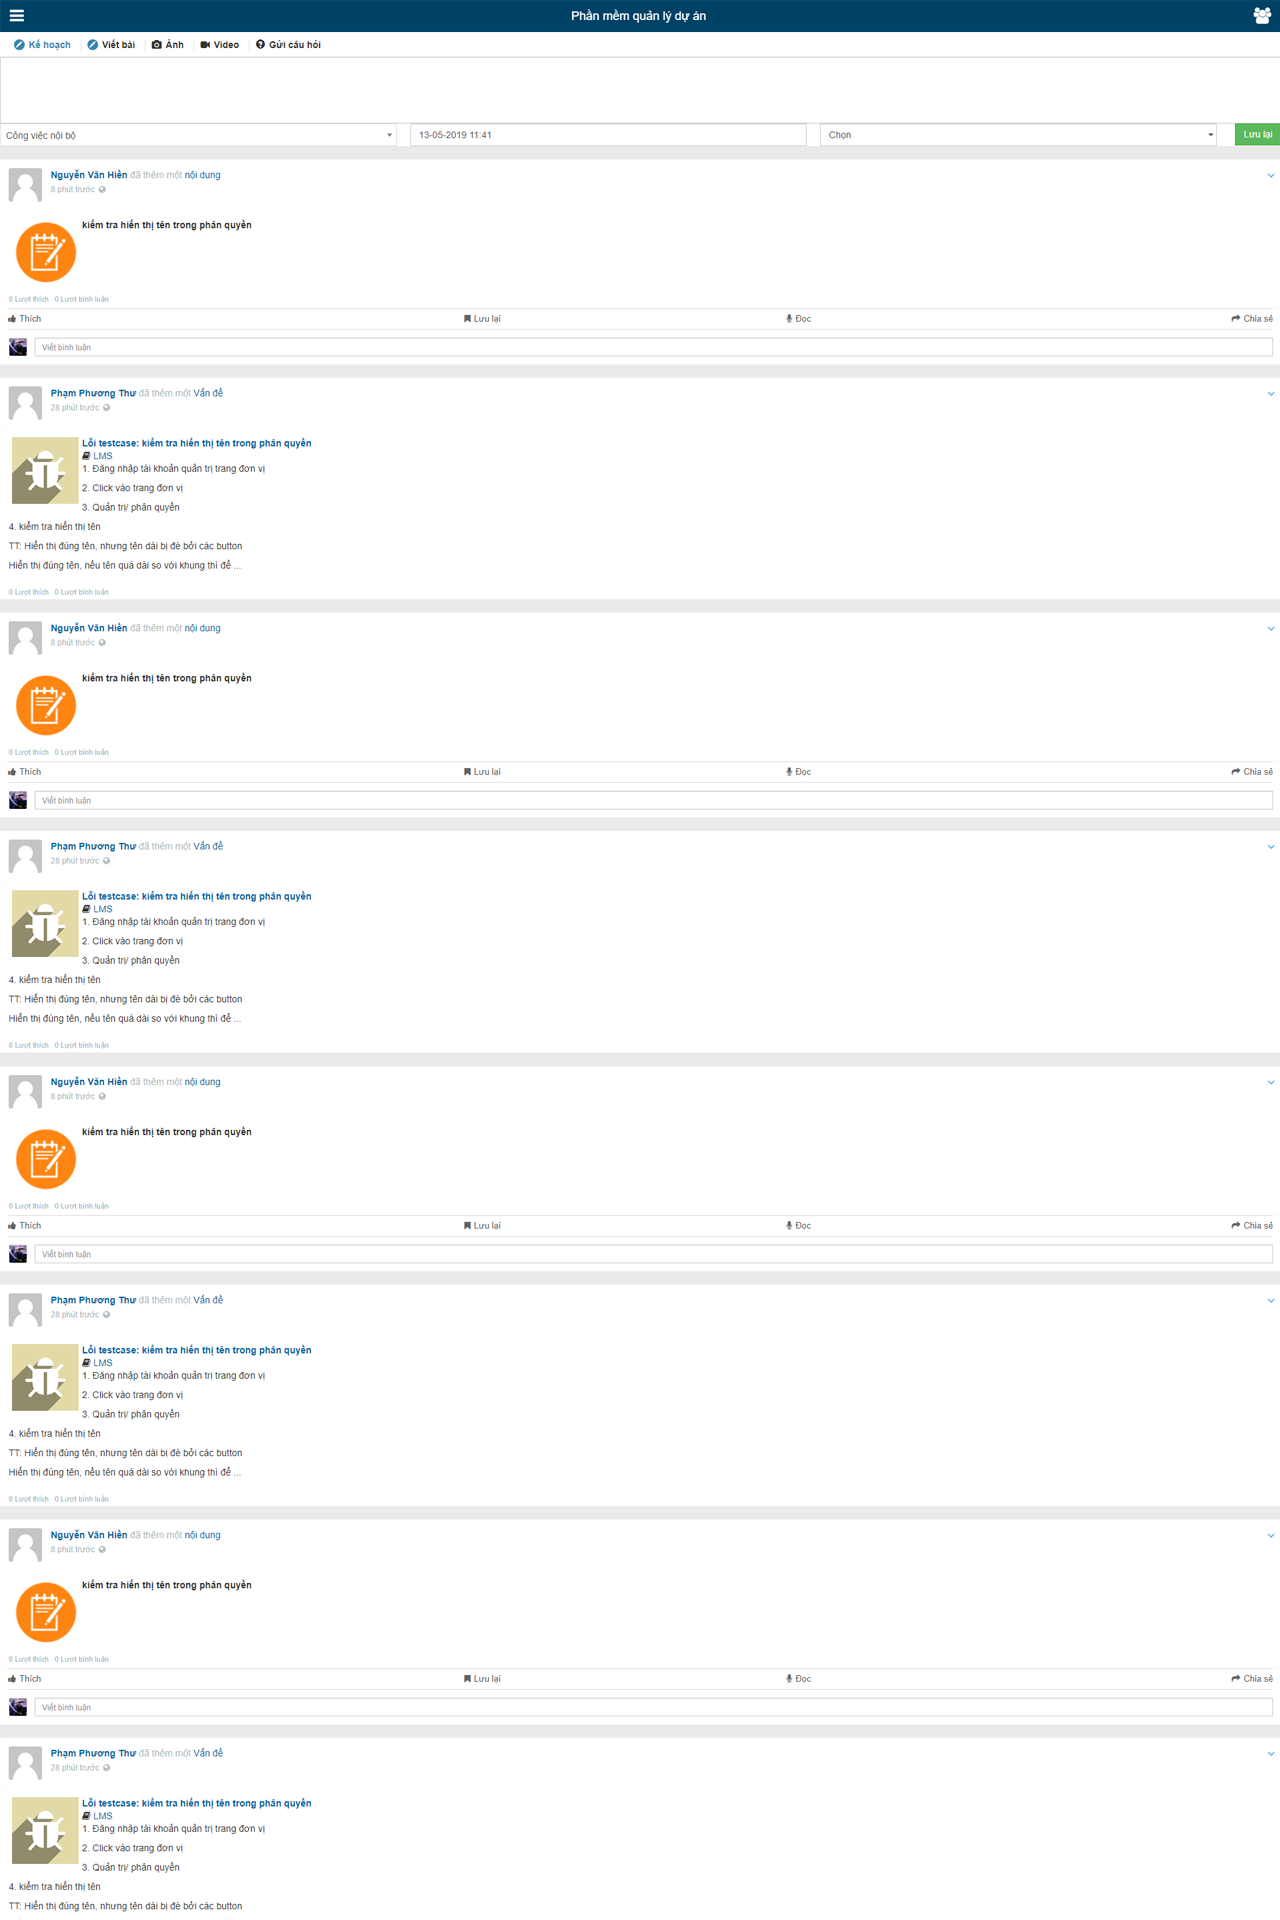 Phần mềm quản lý dự án
Kế hoạch Viết bài Ảnh Video Gửi câu hỏi
Công việc nội bộ 13-05-2019 11:41 Chọn Lưu lại
Nguyễn Văn Hiền đã thêm một nội dung
8 phút trước
kiểm tra hiển thị tên trong phân quyền
0 Lượt thích 0 Lượt bình luận
Thích Lưu lại Đọc Chia sẻ
Viết bình luận
Phạm Phương Thư đã thêm một Vấn đề
28 phút trước
Lỗi testcase: kiểm tra hiển thị tên trong phân quyền
LMS
1. Đăng nhập tài khoản quản trị trang đơn vị
2. Click vào trang đơn vị
3. Quản trị/ phân quyền
4. kiểm tra hiển thị tên
TT: Hiển thị đúng tên, nhưng tên dài bị đè bởi các button
Hiển thị đúng tên, nếu tên quá dài so với khung thì để ...
0 Lượt thích 0 Lượt bình luận
Nguyễn Văn Hiền đã thêm một nội dung
8 phút trước
kiểm tra hiển thị tên trong phân quyền
0 Lượt thích 0 Lượt bình luận
Thích Lưu lại Đọc Chia sẻ
Viết bình luận
Phạm Phương Thư đã thêm một Vấn đề
28 phút trước
Lỗi testcase: kiểm tra hiển thị tên trong phân quyền
LMS
1. Đăng nhập tài khoản quản trị trang đơn vị
2. Click vào trang đơn vị
3. Quản trị/ phân quyền
4. kiểm tra hiển thị tên
TT: Hiển thị đúng tên, nhưng tên dài bị đè bởi các button
Hiển thị đúng tên, nếu tên quá dài so với khung thì để ...
0 Lượt thích 0 Lượt bình luận
Nguyễn Văn Hiền đã thêm một nội dung
8 phút trước
kiểm tra hiển thị tên trong phân quyền
0 Lượt thích 0 Lượt bình luận
Thích Lưu lại Đọc Chia sẻ
Viết bình luận
Phạm Phương Thư đã thêm một Vấn đề
28 phút trước
Lỗi testcase: kiểm tra hiển thị tên trong phân quyền
LMS
1. Đăng nhập tài khoản quản trị trang đơn vị
2. Click vào trang đơn vị
3. Quản trị/ phân quyền
4. kiểm tra hiển thị tên
TT: Hiển thị đúng tên, nhưng tên dài bị đè bởi các button
Hiển thị đúng tên, nếu tên quá dài so với khung thì để ...
0 Lượt thích 0 Lượt bình luận
Nguyễn Văn Hiền đã thêm một nội dung
8 phút trước
kiểm tra hiển thị tên trong phân quyền
0 Lượt thích 0 Lượt bình luận
Thích Lưu lại Đọc Chia sẻ
Viết bình luận
Phạm Phương Thư đã thêm một Vấn đề
28 phút trước
Lỗi testcase: kiểm tra hiển thị tên trong phân quyền
LMS
1. Đăng nhập tài khoản quản trị trang đơn vị
2. Click vào trang đơn vị
3. Quản trị/ phân quyền
4. kiểm tra hiển thị tên
TT: Hiển thị đúng tên, nhưng tên dài bị đè bởi các button